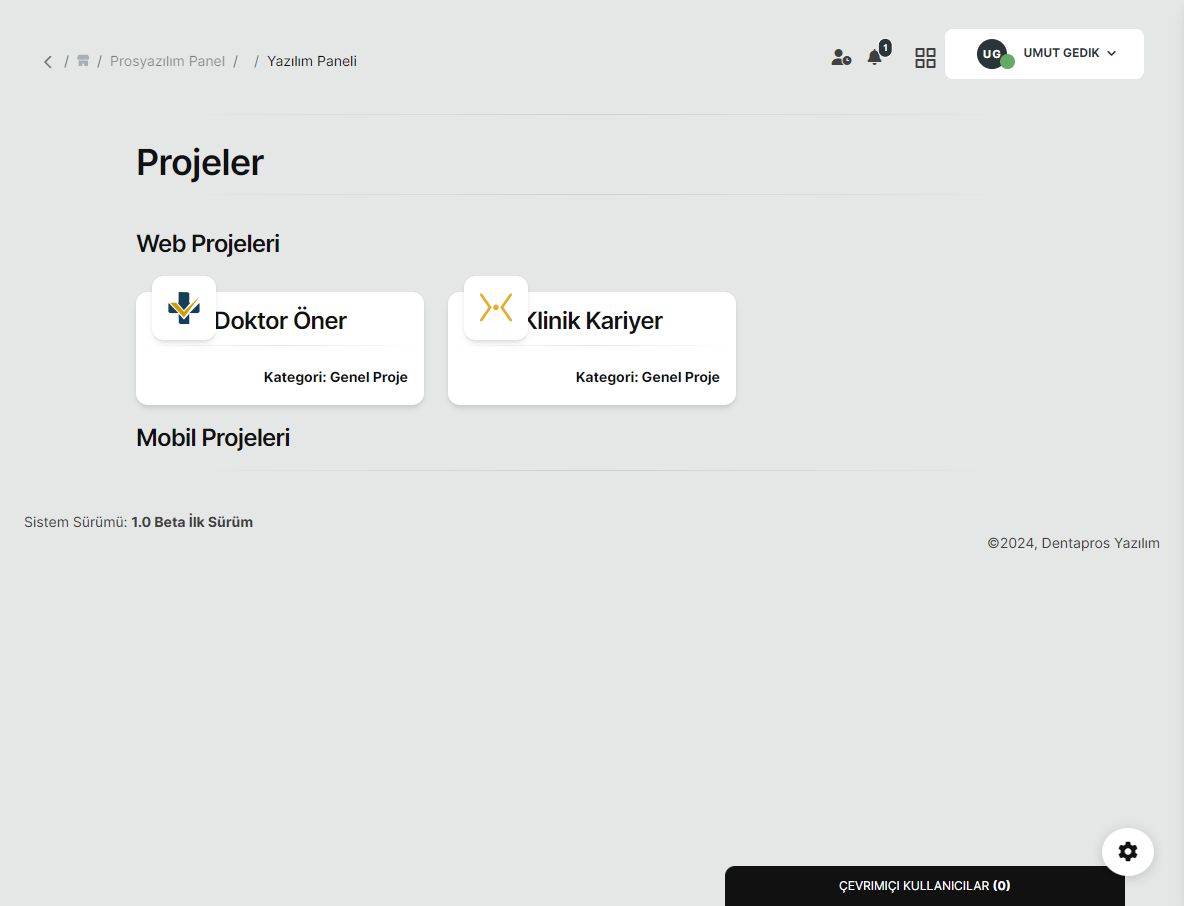 / / Prosyazılım Panel / / Yazılım Paneli
1
UG UMUT GEDIK
Projeler
Web Projeleri
Doktor Öner
Kategori: Genel Proje
Klinik Kariyer
Kategori: Genel Proje
Mobil Projeleri
Sistem Sürümü: 1.0 Beta İlk Sürüm
©2024, Dentapros Yazılım
ÇEVRIMIÇI KULLANICILAR (0)